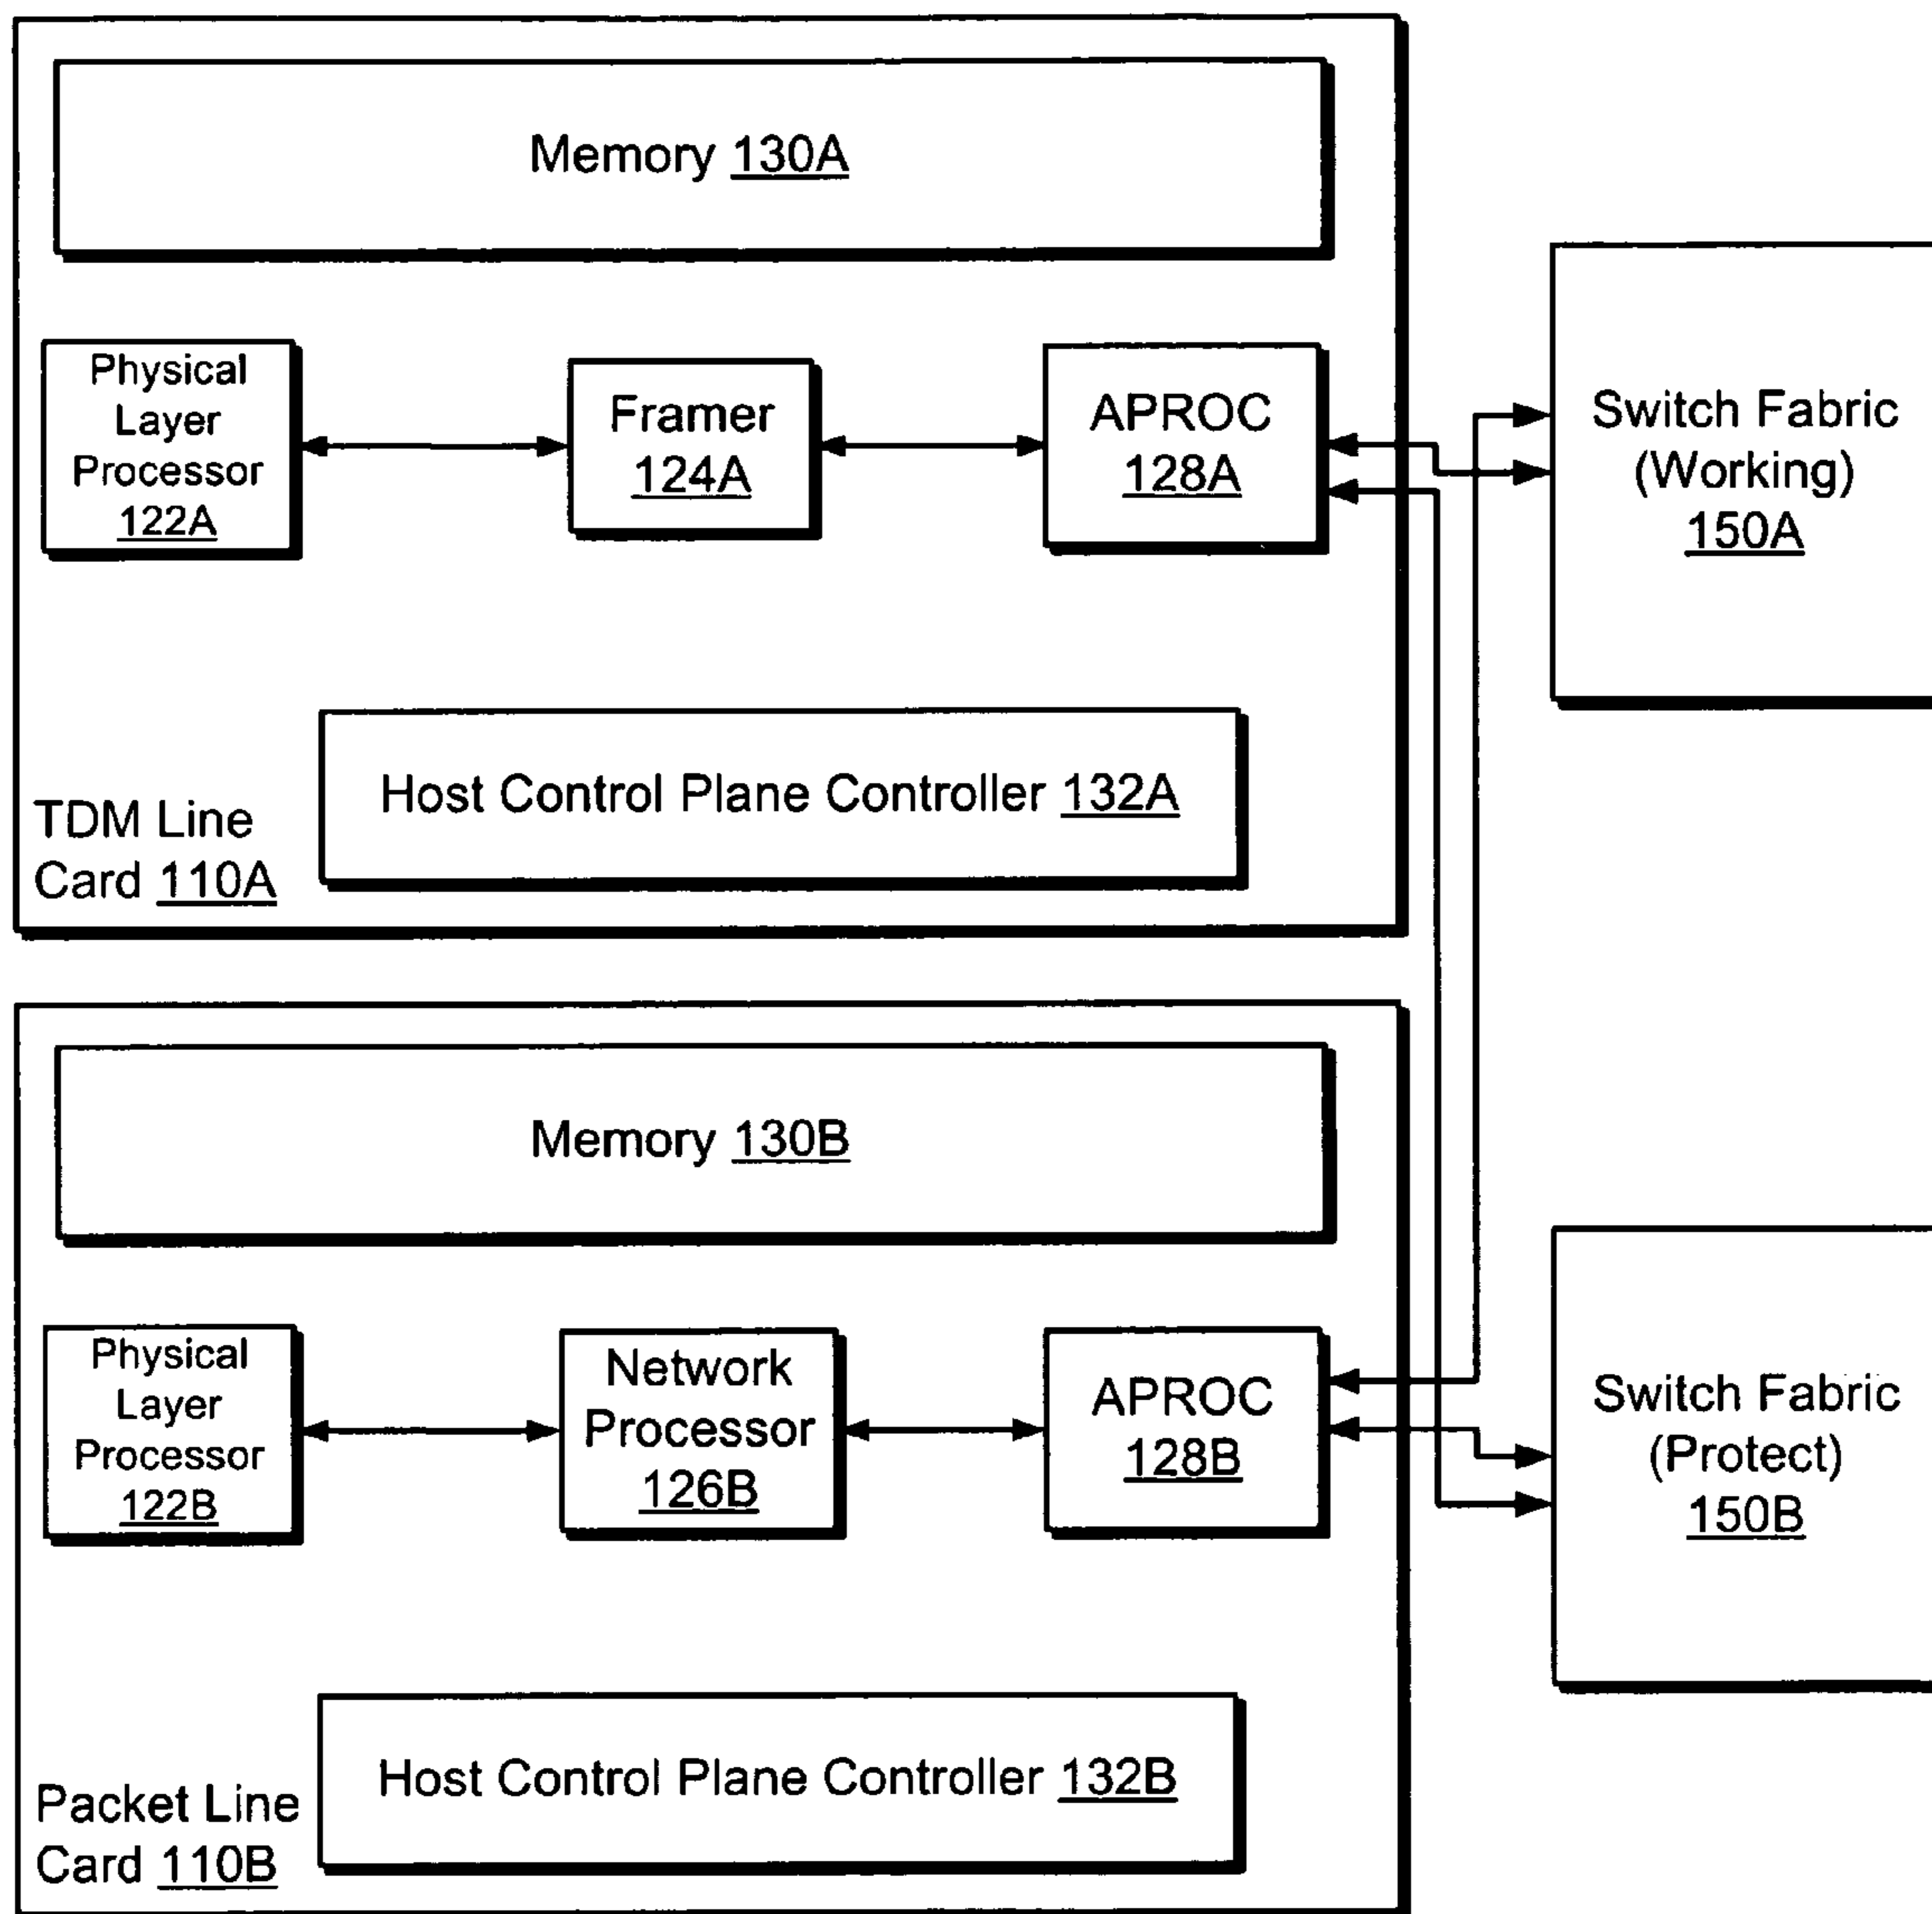 Memory 130A
Physical
Layer
Processor
122A
Framer
124A
APROC
128A
Switch Fabric
(Working)
150A
Host Control Plane Controller 132A
TDM Line
Card 110A
Memory 130B
Physical
Layer
Processor
122B
Network
Processor
126B
APROC
128B
Switch Fabric
(Protect)
150B
Host Control Plane Controller 132B
Packet Line
Card 110B